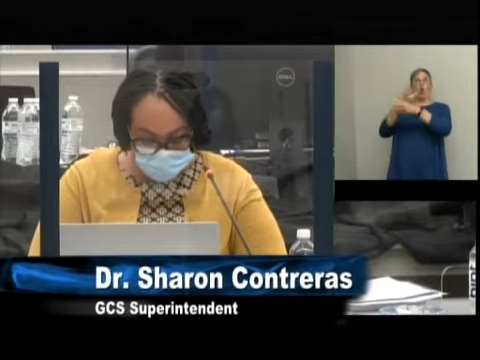 DELL
Dr. Sharon Contreras
GCS Superintendent